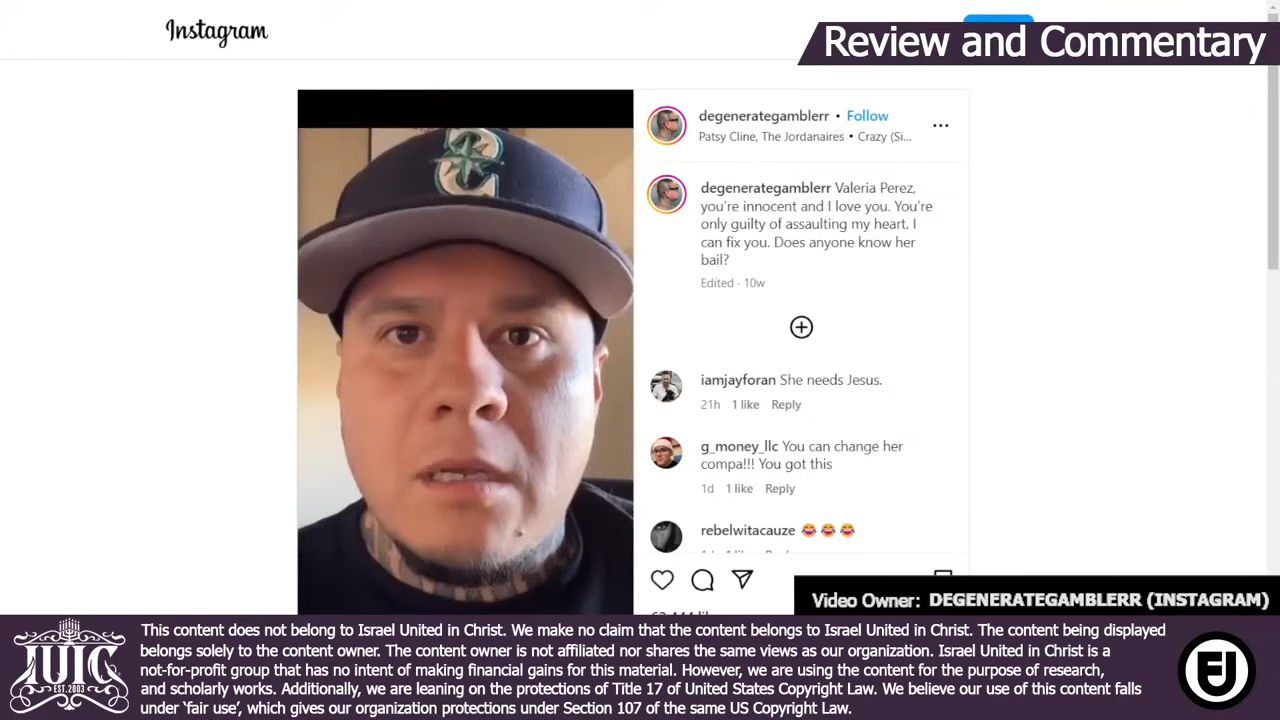 Instagram
Review and Commentary
degenerategamblerr • Follow
Patsy Cline, The Jordanaires • Crazy (Si...
degenerategamblerr Valeria Perez,
you're innocent and I love you. You're
only guilty of assaulting my heart. I
can fix you. Does anyone know her
bail?
Edited · 10w
iamjayforan She needs Jesus.
21h 1 like Reply
g_money_llc You can change her
compa!!! You got this
1d 1 like Reply
rebelwitacauze 😂😂😂
Video Owner: DEGENERATEGAMBLERR (INSTAGRAM)
IUIC
EST. 2003
This content does not belong to Israel United in Christ. We make no claim that the content belongs to Israel United in Christ. The content being displayed
belongs solely to the content owner. The content owner is not affiliated nor shares the same views as our organization. Israel United in Christ is a
not-for-profit group that has no intent of making financial gains for this material. However, we are using the content for the purpose of research,
and scholarly works. Additionally, we are leaning on the protections of Title 17 of United States Copyright Law. We believe our use of this content falls
under 'fair use', which gives our organization protections under Section 107 of the same US Copyright Law.